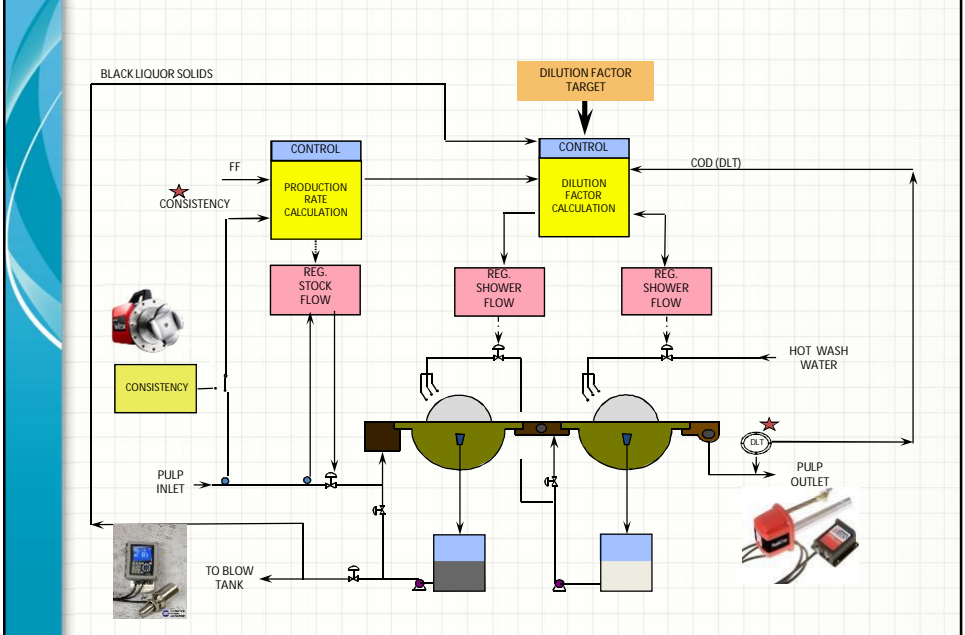 DILUTION FACTOR
TARGET
BLACK LIQUOR SOLIDS
CONTROL
CONTROL
FF
COD (DLT)
PRODUCTION
RATE
CALCULATION
DILUTION
FACTOR
CALCULATION
CONSISTENCY
REG.
STOCK
FLOW
REG.
SHOWER
FLOW
REG.
SHOWER
FLOW
HOT WASH
WATER
CONSISTENCY
DLT
PULP
INLET
PULP
OUTLET
TO BLOW
TANK